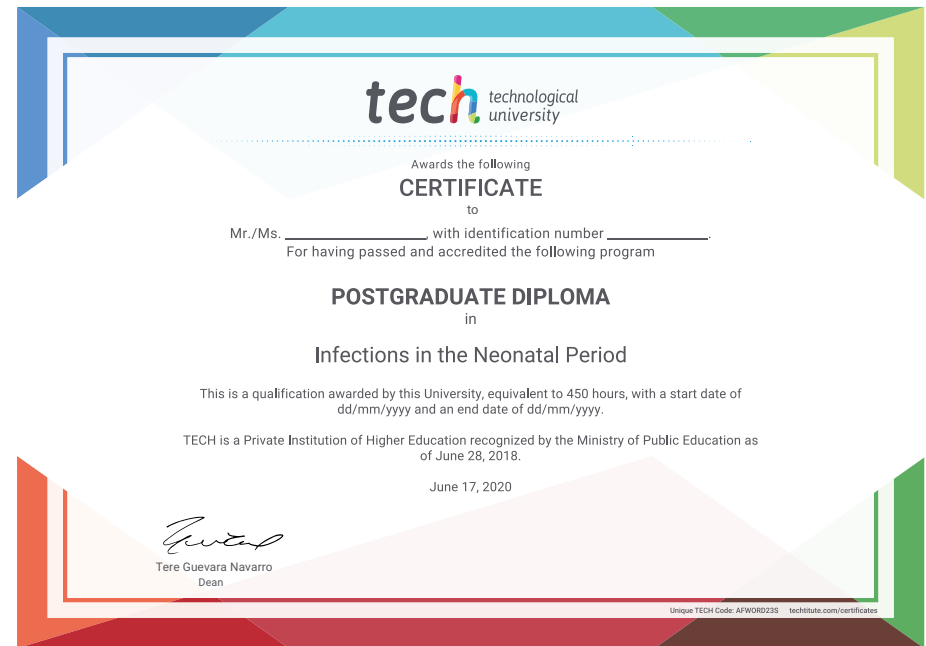 tech technological
university
Awards the following
CERTIFICATE
to
Mr./Ms. ____________________, with identification number ______________.
For having passed and accredited the following program
POSTGRADUATE DIPLOMA
in
Infections in the Neonatal Period
This is a qualification awarded by this University, equivalent to 450 hours, with a start date of
dd/mm/yyyy and an end date of dd/mm/yyyy.
TECH is a Private Institution of Higher Education recognized by the Ministry of Public Education as
of June 28, 2018.
June 17, 2020
Tere Guevara Navarro
Dean
Unique TECH Code: AFWORD23S techtitute.com/certificates